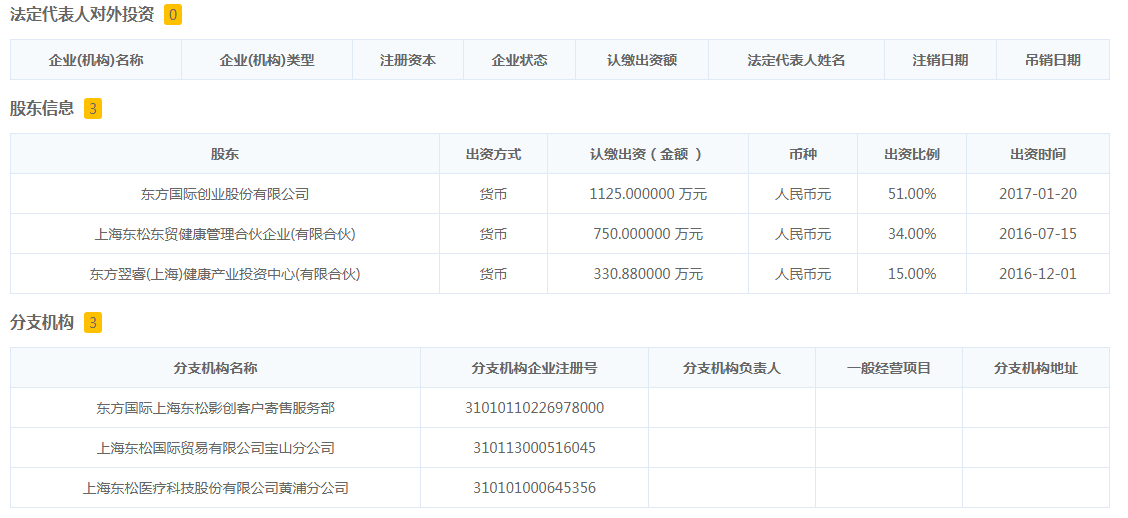 法定代表人对外投资 0
企业(机构)名称 企业(机构)类型 注册资本 企业状态 认缴出资额 法定代表人姓名 注销日期 吊销日期
股东信息 3
股东 出资方式 认缴出资（金额 ） 币种 出资比例 出资时间
东方国际创业股份有限公司 货币 1125.000000 万元 人民币元 51.00% 2017-01-20
上海东松东贸健康管理合伙企业(有限合伙) 货币 750.000000 万元 人民币元 34.00% 2016-07-15
东方翌睿(上海)健康产业投资中心(有限合伙) 货币 330.880000 万元 人民币元 15.00% 2016-12-01
分支机构 3
分支机构名称 分支机构企业注册号 分支机构负责人 一般经营项目 分支机构地址
东方国际上海东松影创客户寄售服务部 31010110226978000
上海东松国际贸易有限公司宝山分公司 310113000516045
上海东松医疗科技股份有限公司黄浦分公司 310101000645356